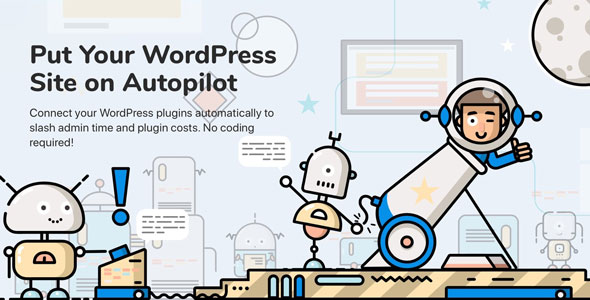 Put Your WordPress
Site on Autopilot
Connect your WordPress plugins automatically to
slash admin time and plugin costs. No coding
required!